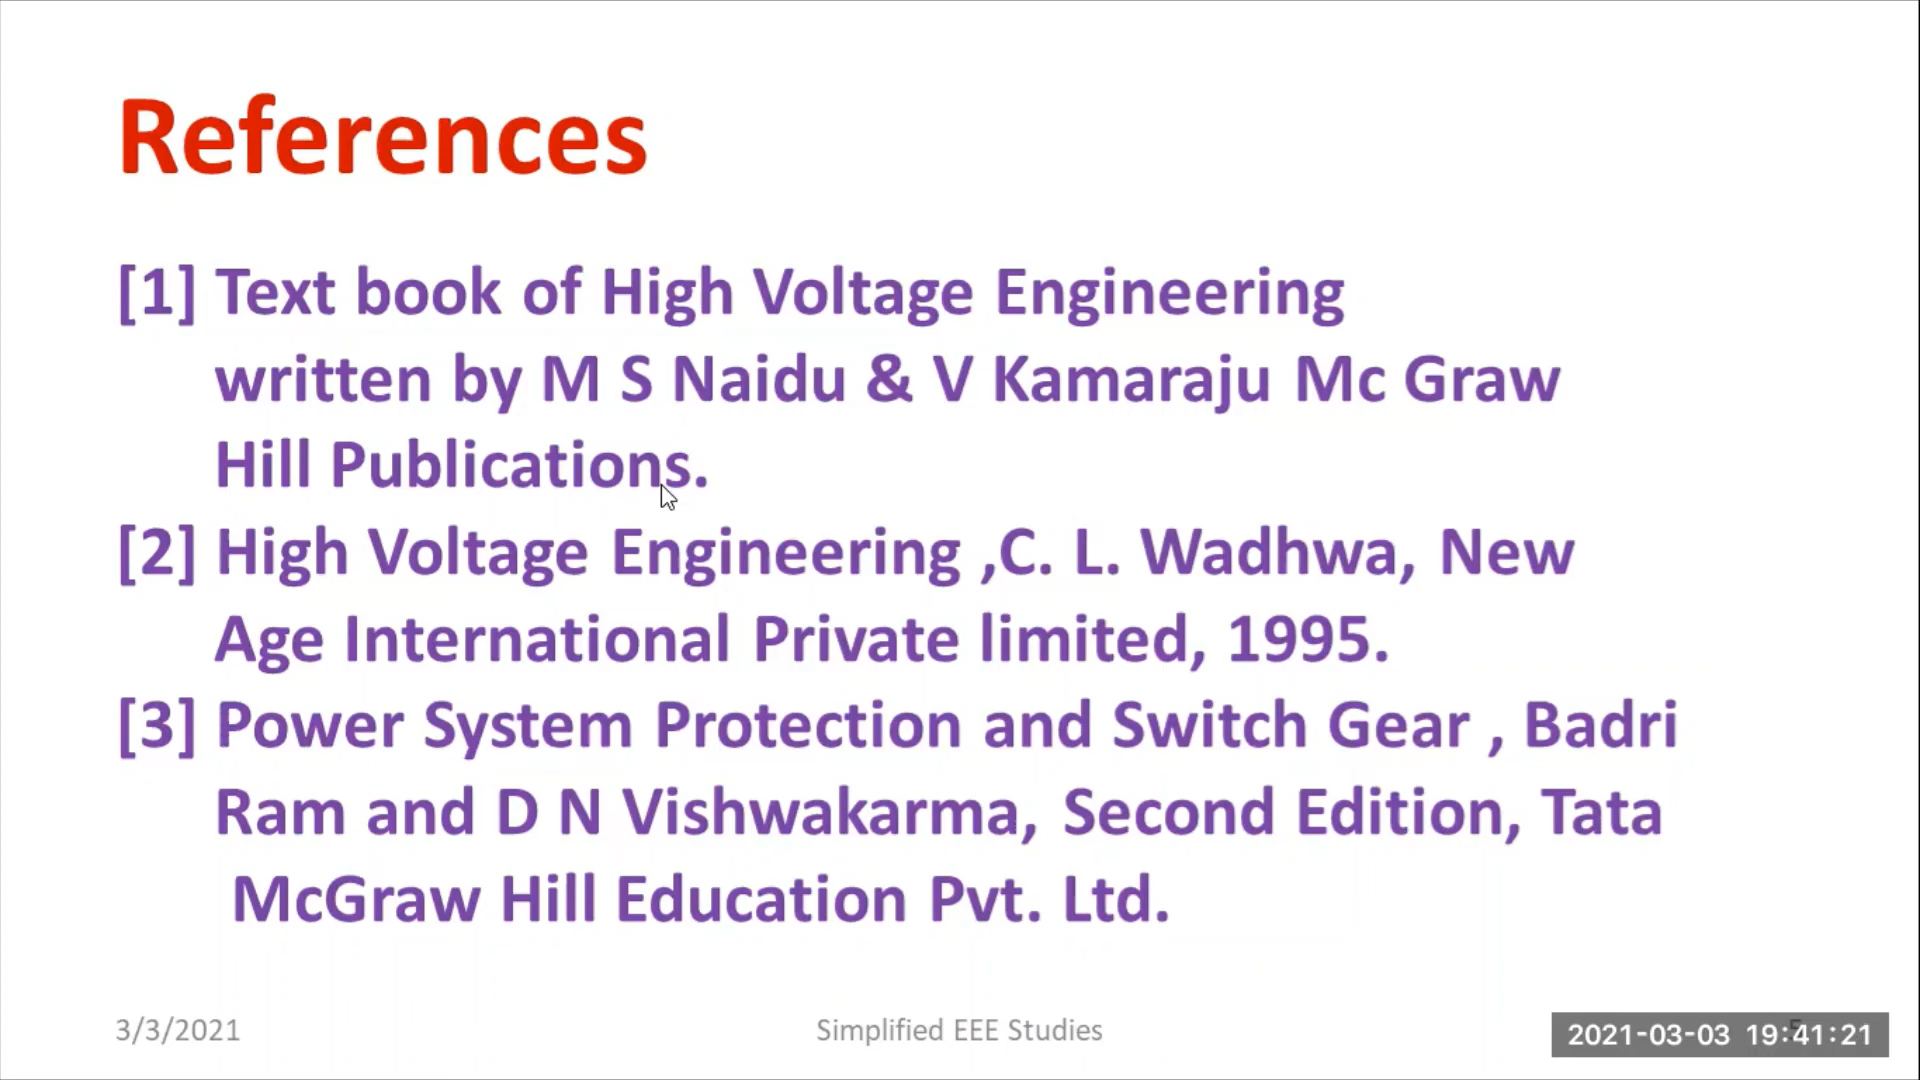 References
[1] Text book of High Voltage Engineering
written by M S Naidu & V Kamaraju Mc Graw
Hill Publications.
[2] High Voltage Engineering ,C. L. Wadhwa, New
Age International Private limited, 1995.
[3] Power System Protection and Switch Gear , Badri
Ram and D N Vishwakarma, Second Edition, Tata
McGraw Hill Education Pvt. Ltd.
3/3/2021
Simplified EEE Studies
2021-03-03 19:41:21